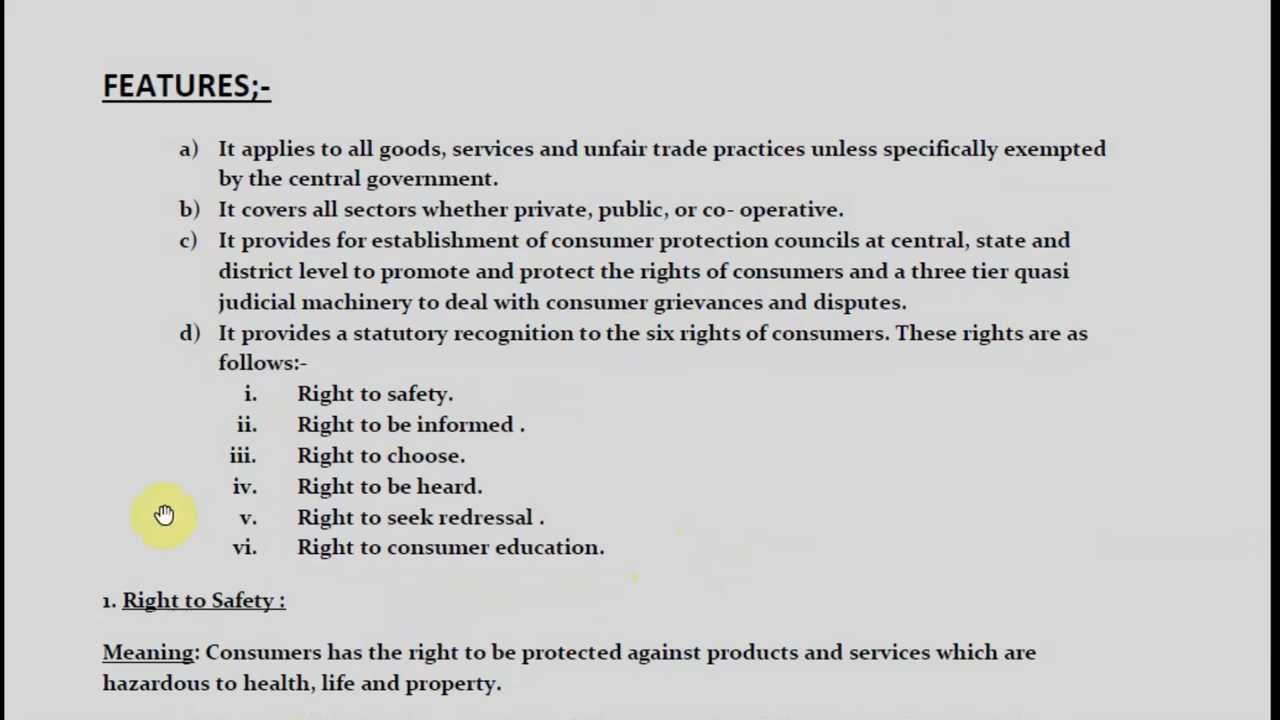 FEATURES;-
a) It applies to all goods, services and unfair trade practices unless specifically exempted
by the central government.
b) It covers all sectors whether private, public, or co- operative.
c) It provides for establishment of consumer protection councils at central, state and
district level to promote and protect the rights of consumers and a three tier quasi
judicial machinery to deal with consumer grievances and disputes.
d) It provides a statutory recognition to the six rights of consumers. These rights are as
follows:-
i. Right to safety.
ii. Right to be informed .
iii. Right to choose.
iv. Right to be heard.
v. Right to seek redressal .
vi. Right to consumer education.
1. Right to Safety :
Meaning: Consumers has the right to be protected against products and services which are
hazardous to health, life and property.